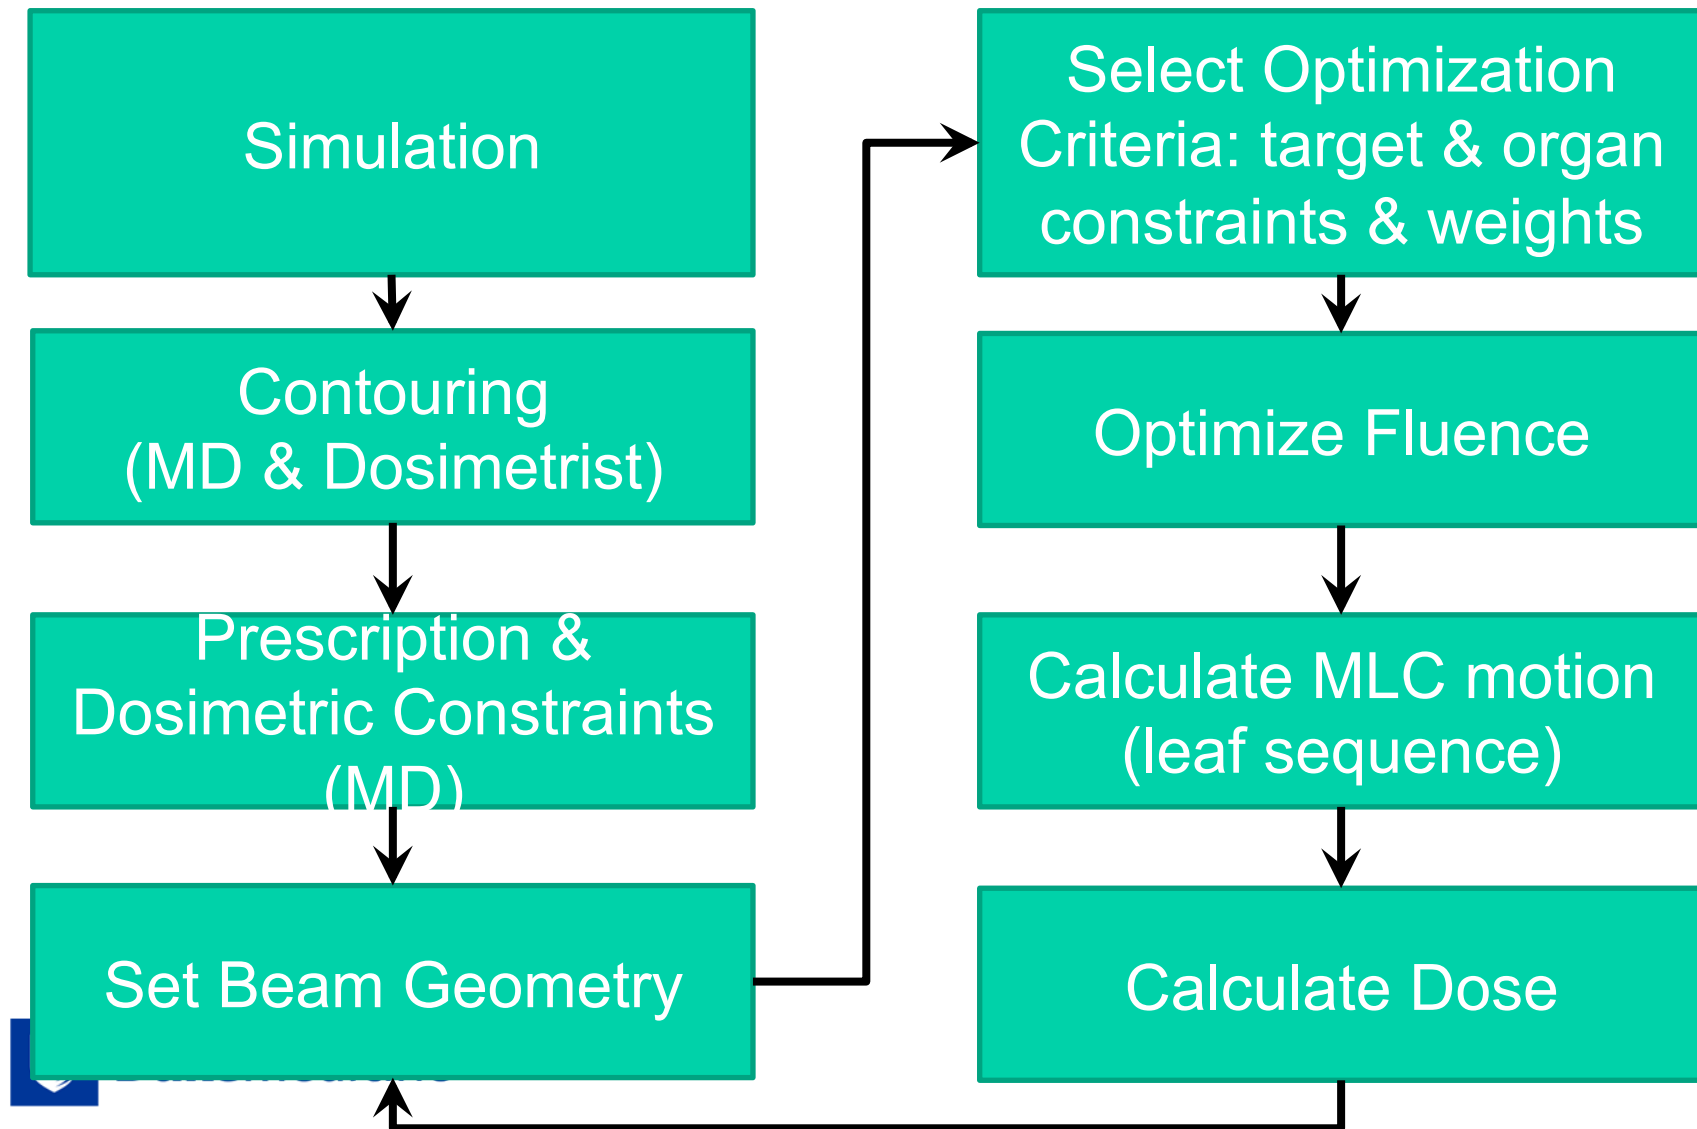 Simulation
Contouring
(MD & Dosimetrist)
Prescription &
Dosimetric Constraints
(MD)
Set Beam Geometry
Select Optimization
Criteria: target & organ
constraints & weights
Optimize Fluence
Calculate MLC motion
(leaf sequence)
Calculate Dose